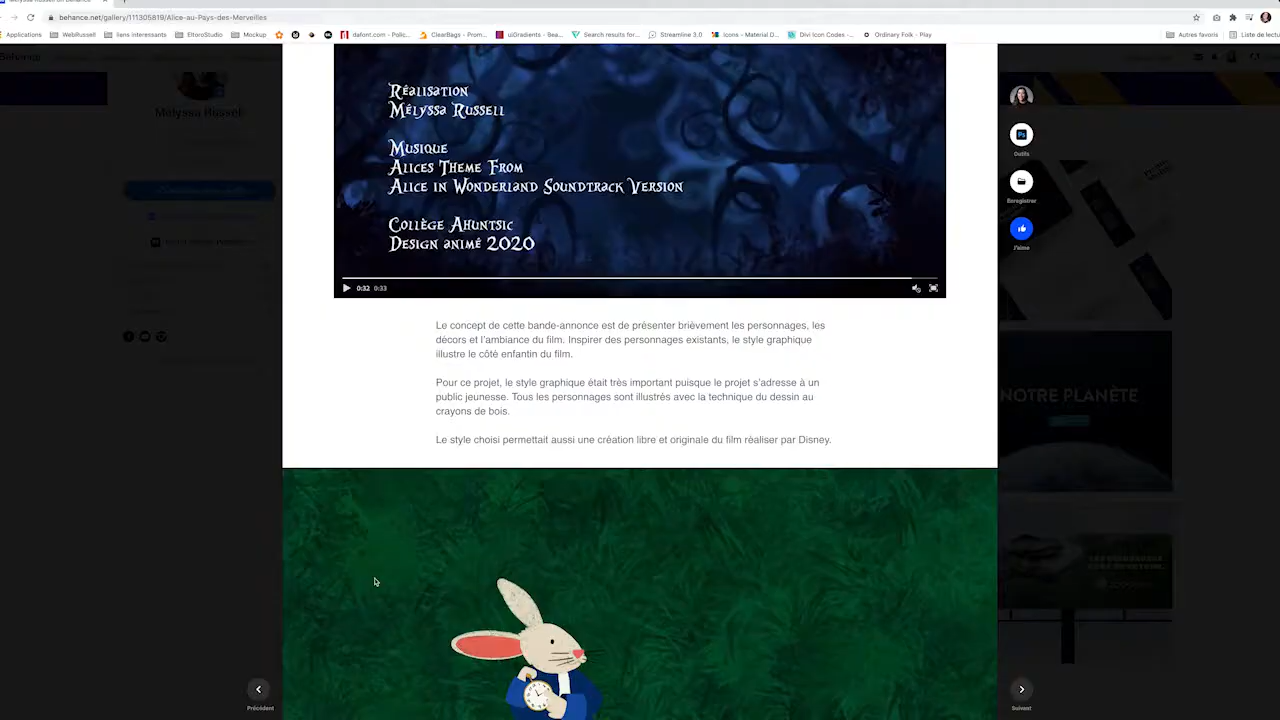 behance.net/gallery/111305819/Alice-au-Pays-des-Merveilles
Applications WebRussell liens interessants EltoroStudio Mockup dafont.com - Polic... ClearBags - Prom... uiGradients - Bea... Search results for... Streamline 3.0 Icons - Material D... Divi Icon Codes -... Ordinary Folk - Play Autres favoris Liste de lectu
Mélyssa Russell
Réalisation
Mélyssa Russell
Musique
Alices Theme From
Alice in Wonderland Soundtrack Version
Collège Ahuntsic
Design animé 2020
0:32 0:33
Ps
Outils
Enregistrer
J'aime
Le concept de cette bande-annonce est de présenter brièvement les personnages, les
décors et l'ambiance du film. Inspirer des personnages existants, le style graphique
illustre le côté enfantin du film.
Pour ce projet, le style graphique était très important puisque le projet s'adresse à un
public jeunesse. Tous les personnages sont illustrés avec la technique du dessin au
crayons de bois.
Le style choisi permettait aussi une création libre et originale du film réaliser par Disney.
NOTRE PLANÈTE
Précédent
Suivant